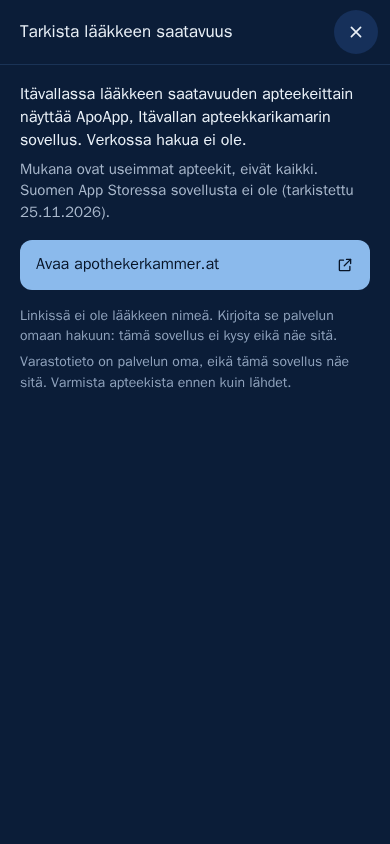 Tarkista lääkkeen saatavuus
Itävallassa lääkkeen saatavuuden apteekeittain
näyttää ApoApp, Itävallan apteekkarikamarin
sovellus. Verkossa hakua ei ole.
Mukana ovat useimmat apteekit, eivät kaikki.
Suomen App Storessa sovellusta ei ole (tarkistettu
25.11.2026).
Avaa apothekerkammer.at
Linkissä ei ole lääkkeen nimeä. Kirjoita se palvelun
omaan hakuun: tämä sovellus ei kysy eikä näe sitä.
Varastotieto on palvelun oma, eikä tämä sovellus näe
sitä. Varmista apteekista ennen kuin lähdet.